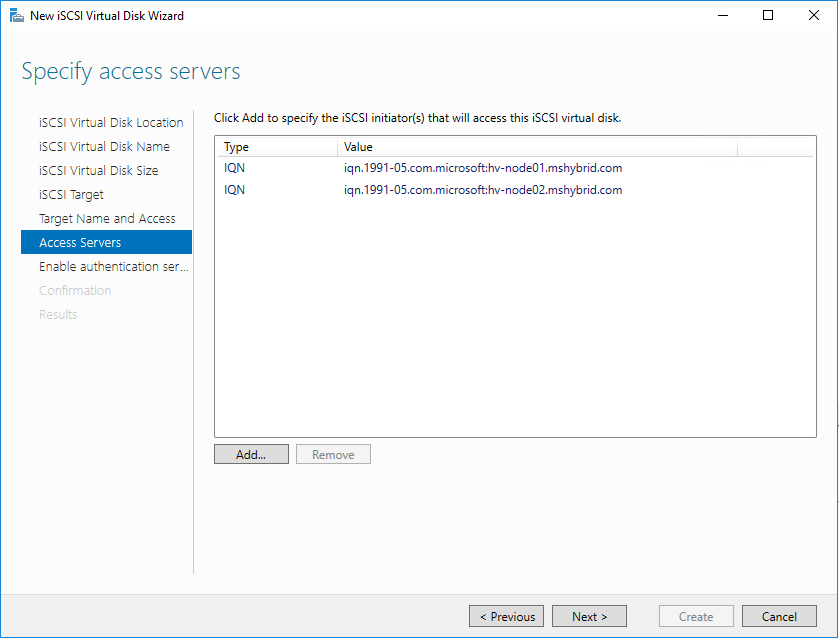 New iSCSI Virtual Disk Wizard
Specify access servers
iSCSI Virtual Disk Location
iSCSI Virtual Disk Name
iSCSI Virtual Disk Size
iSCSI Target
Target Name and Access
Access Servers
Enable authentication ser...
Confirmation
Results
Click Add to specify the iSCSI initiator(s) that will access this iSCSI virtual disk.
Type Value
IQN iqn.1991-05.com.microsoft:hv-node01.mshybrid.com
IQN iqn.1991-05.com.microsoft:hv-node02.mshybrid.com
Add... Remove
< Previous Next > Create Cancel